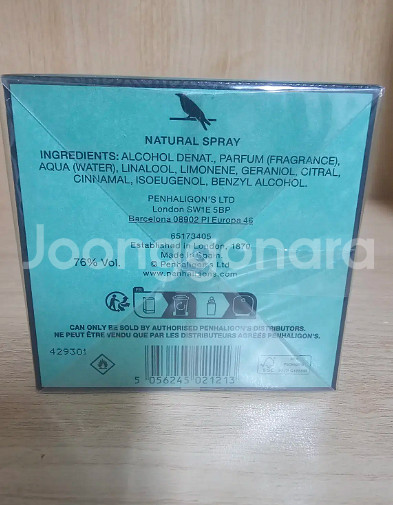 NATURAL SPRAY
INGREDIENTS: ALCOHOL DENAT., PARFUM (FRAGRANCE),
AQUA (WATER), LINALOOL, LIMONENE, GERANIOL, CITRAL,
CINNAMAL, ISOEUGENOL, BENZYL ALCOHOL.
PENHALIGON'S LTD
London SW1E 5BP
Barcelona 08902 Pl Europa 46
65173405
Established in London, 1870.
Made in Spain.
76% Vol.
© Penhaligon's Ltd
www.penhaligons.com
Joonggonara
CAN ONLY BE SOLD BY AUTHORISED PENHALIGON'S DISTRIBUTORS.
NE PEUT ÊTRE VENDU QUE PAR LES DISTRIBUTEURS AGREES PENHALIGON'S.
429301
5 056245 021213